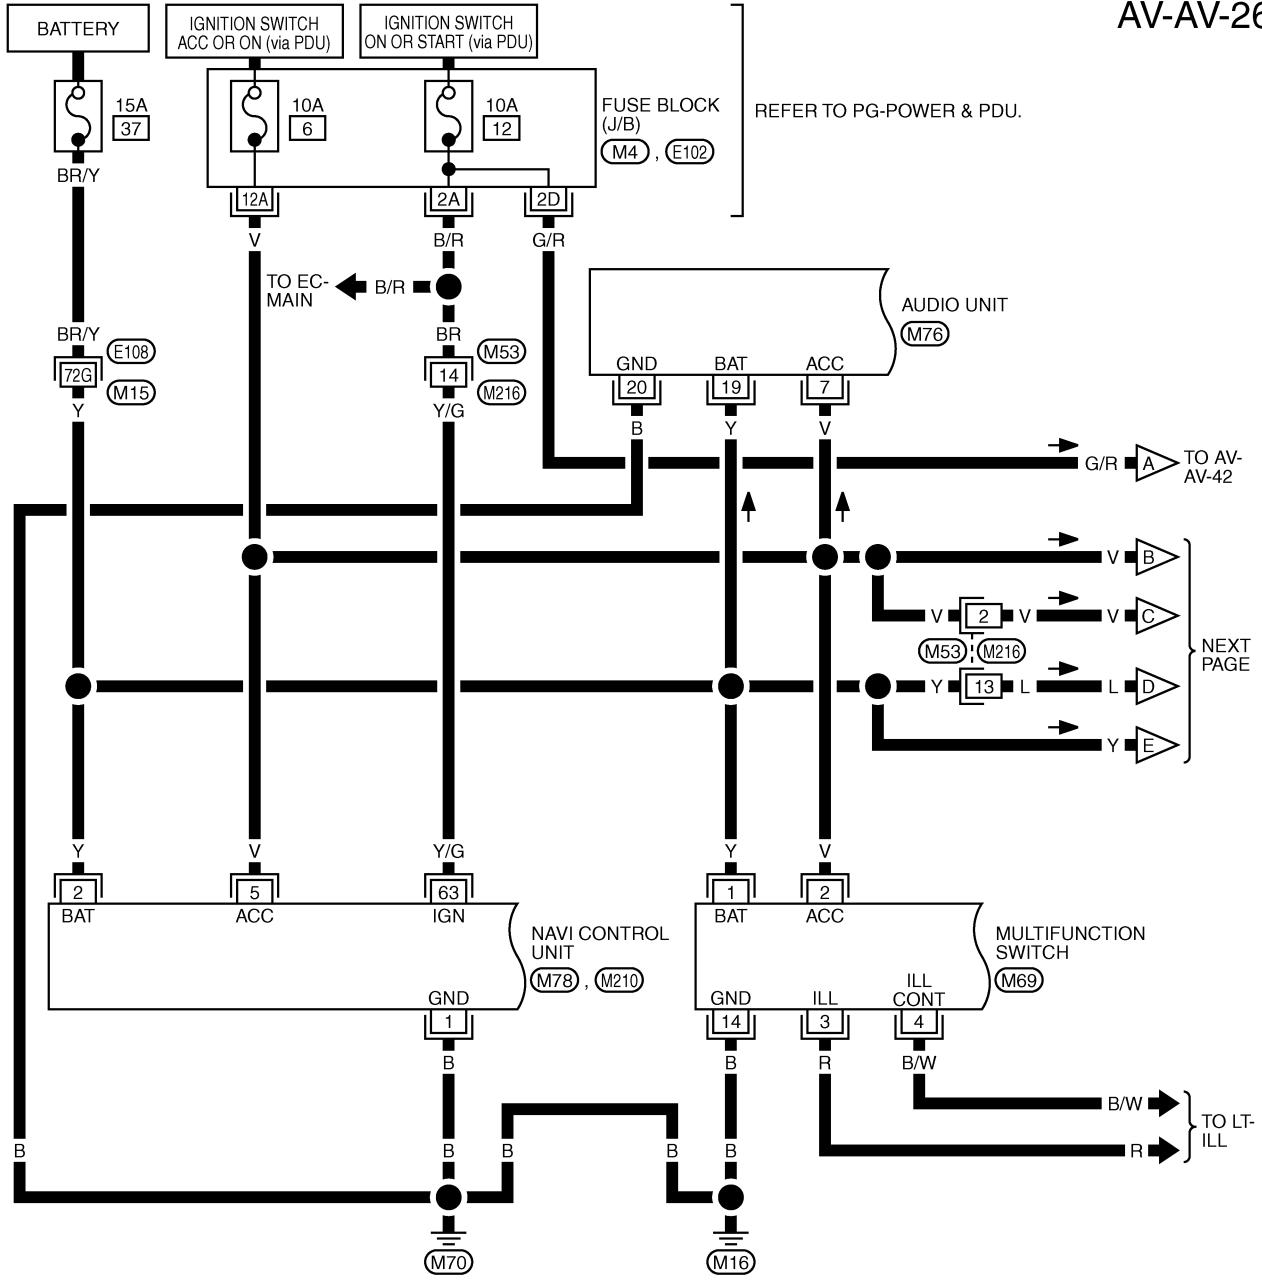 AV-AV-26
BATTERY
IGNITION SWITCH
ACC OR ON (via PDU)
IGNITION SWITCH
ON OR START (via PDU)
15A
37
10A
6
10A
12
FUSE BLOCK
(J/B)
M4 , E102
REFER TO PG-POWER & PDU.
BR/Y
12A
2A
2D
V
B/R
G/R
TO EC-
MAIN
B/R
AUDIO UNIT
M76
BR/Y
BR
E108
M53
72G
14
M15
M216
Y
Y/G
GND
BAT
ACC
20
19
7
B
Y
V
G/R
A
TO AV-
AV-42
V
B
V
2
V
V
C
M53
M216
NEXT
PAGE
Y
13
L
L
D
Y
E
Y
V
Y/G
Y
V
2
5
63
1
2
BAT
ACC
IGN
BAT
ACC
NAVI CONTROL
UNIT
M78 , M210
MULTIFUNCTION
SWITCH
M69
GND
GND
ILL
ILL
CONT
1
14
3
4
B
B
R
B/W
B/W
TO LT-
ILL
R
B
B
B
B
B
M70
M16